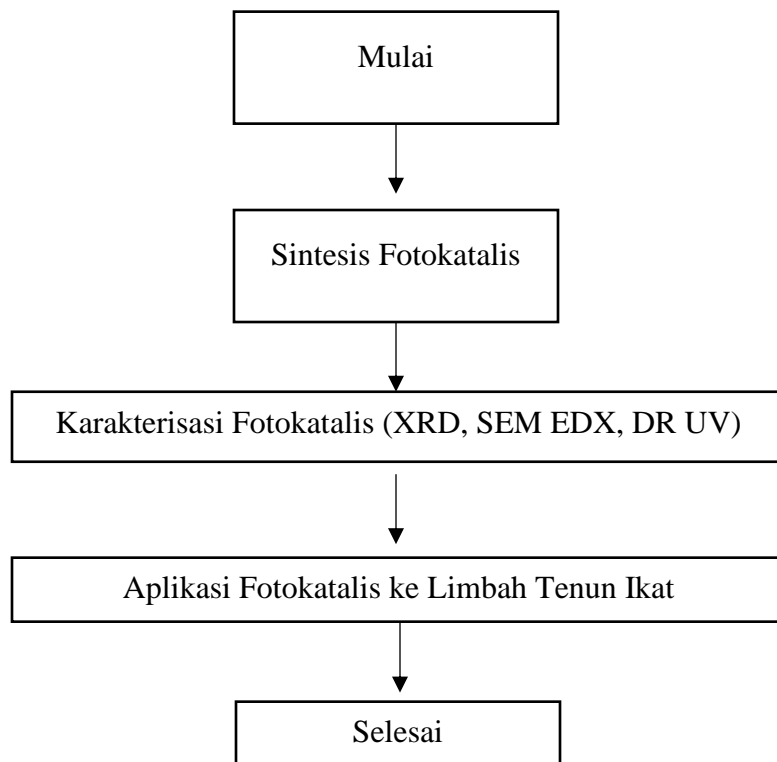 Mulai
Sintesis Fotokatalis
Karakterisasi Fotokatalis (XRD, SEM EDX, DR UV)
Aplikasi Fotokatalis ke Limbah Tenun Ikat
Selesai